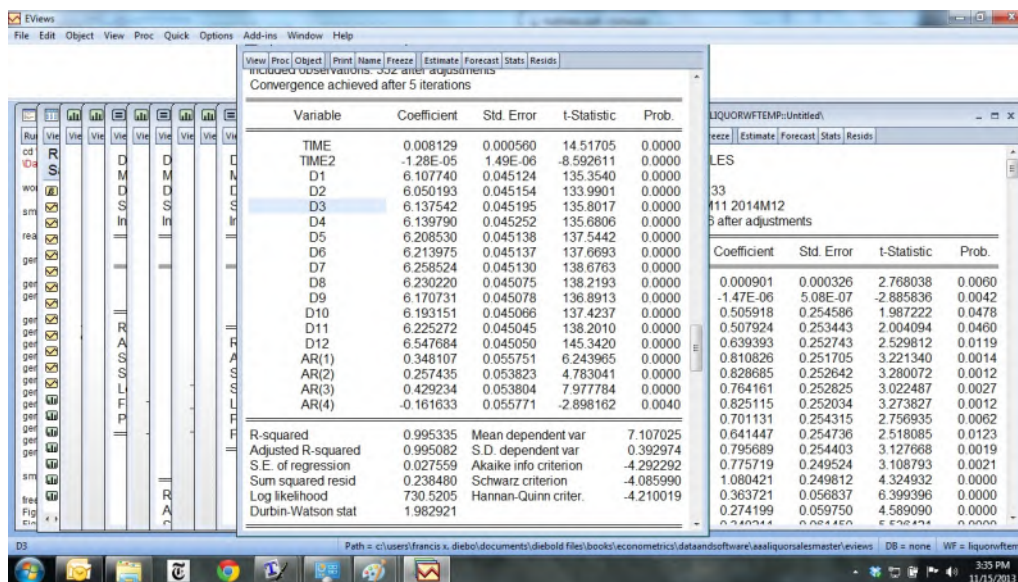 EViews
File Edit Object View Proc Quick Options Add-ins Window Help
View Proc Object Print Name Freeze Estimate Forecast Stats Resids
Included observations: 332 after adjustments
Convergence achieved after 5 iterations
Variable Coefficient Std. Error t-Statistic Prob.
TIME 0.008129 0.000560 14.51705 0.0000
TIME2 -1.28E-05 1.49E-06 -8.592611 0.0000
D1 6.107740 0.045124 135.3540 0.0000
D2 6.050193 0.045154 133.9901 0.0000
D3 6.137542 0.045195 135.8017 0.0000
D4 6.139790 0.045252 135.6806 0.0000
D5 6.208530 0.045138 137.5442 0.0000
D6 6.213975 0.045137 137.6693 0.0000
D7 6.258524 0.045130 138.6763 0.0000
D8 6.230220 0.045075 138.2193 0.0000
D9 6.170731 0.045078 136.8913 0.0000
D10 6.193151 0.045066 137.4237 0.0000
D11 6.225272 0.045045 138.2010 0.0000
D12 6.547684 0.045050 145.3420 0.0000
AR(1) 0.348107 0.055751 6.243965 0.0000
AR(2) 0.257435 0.053823 4.783041 0.0000
AR(3) 0.429234 0.053804 7.977784 0.0000
AR(4) -0.161633 0.055771 -2.898162 0.0040
R-squared 0.995335 Mean dependent var 7.107025
Adjusted R-squared 0.995082 S.D. dependent var 0.392974
S.E. of regression 0.027559 Akaike info criterion -4.292292
Sum squared resid 0.238480 Schwarz criterion -4.085990
Log likelihood 730.5205 Hannan-Quinn criter. -4.210019
Durbin-Watson stat 1.982921
LIQUORWFTEMP::Untitled\
eeze Estimate Forecast Stats Resids
LES
33
M11 2014M12
6 after adjustments
Coefficient Std. Error t-Statistic Prob.
0.000901 0.000326 2.768038 0.0060
-1.47E-06 5.08E-07 -2.885836 0.0042
0.505918 0.254586 1.987222 0.0478
0.507924 0.253443 2.004094 0.0460
0.639393 0.252743 2.529812 0.0119
0.810826 0.251705 3.221340 0.0014
0.828685 0.252642 3.280072 0.0012
0.764161 0.252825 3.022487 0.0027
0.825115 0.252034 3.273827 0.0012
0.701131 0.254315 2.756935 0.0062
0.641447 0.254736 2.518085 0.0123
0.795689 0.254403 3.127668 0.0019
0.775719 0.249524 3.108793 0.0021
1.080421 0.249812 4.324932 0.0000
0.363721 0.056837 6.399396 0.0000
0.274199 0.059750 4.589090 0.0000
D3 Path = c:\users\francis x. diebo\documents\diebold files\books\econometrics\dataandsoftware\aaaliquorsalesmaster\eviews DB = none WF = liquorwftem
3:35 PM
11/15/2013